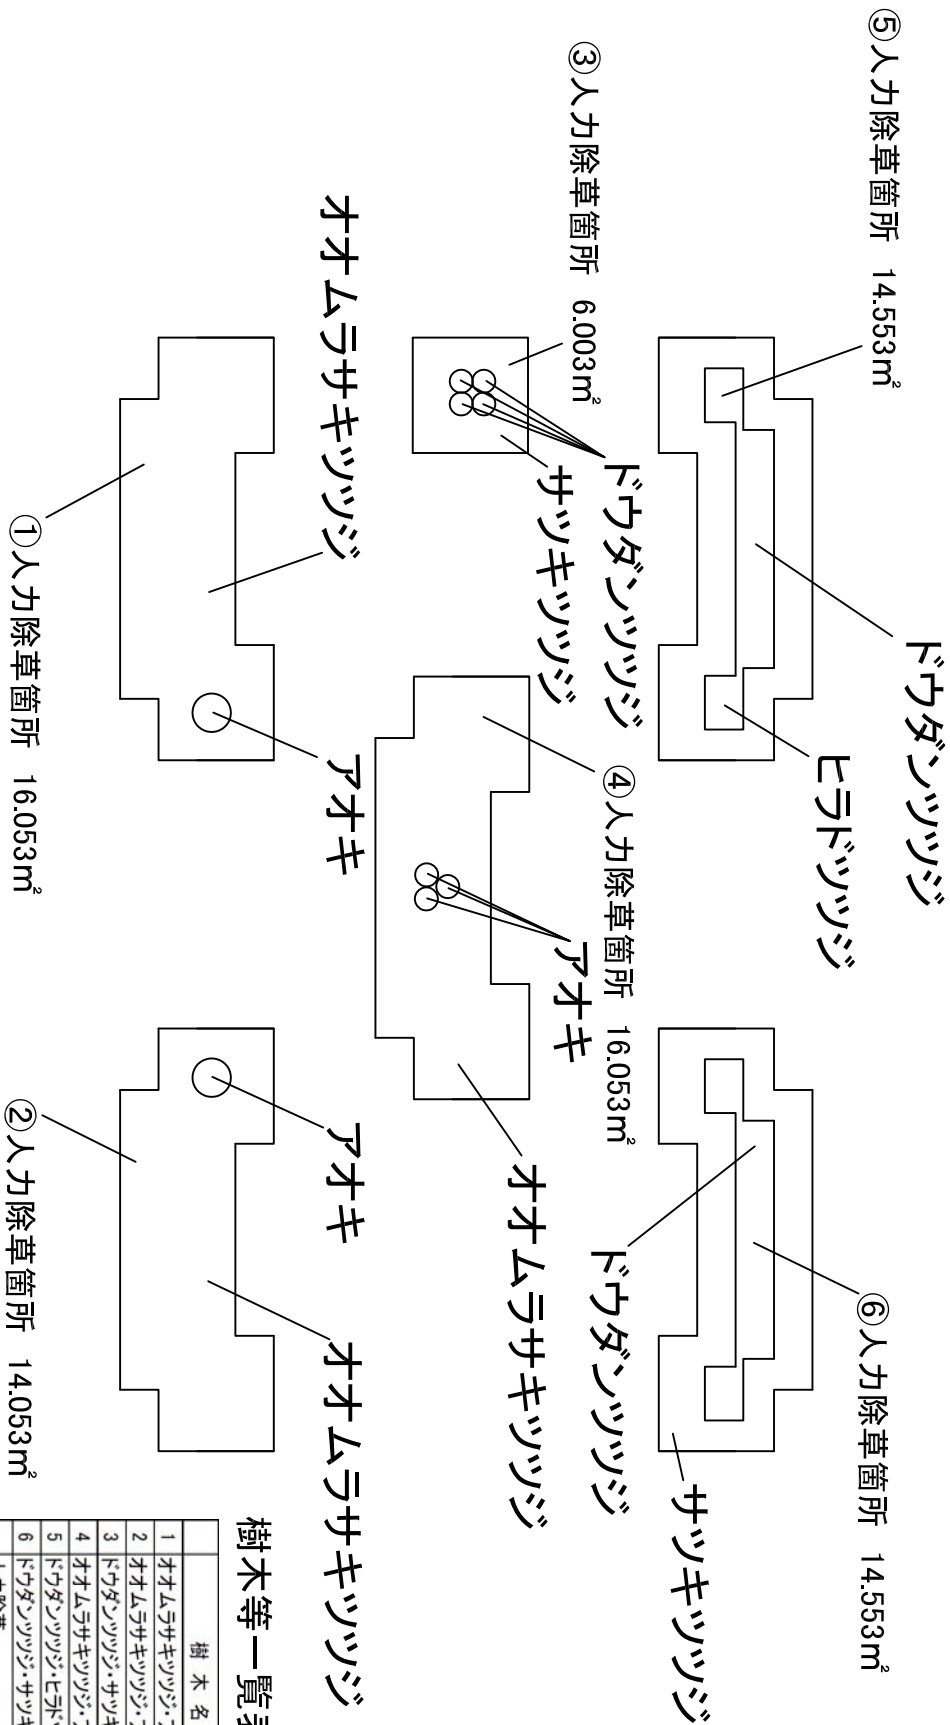 ⑤人力除草箇所 14.553㎡
ドウダンツツジ
ヒラドツツジ
⑥人力除草箇所 14.553㎡
ドウダンツツジ
サツキツツジ
③人力除草箇所 6.003㎡
ドウダンツツジ
サツキツツジ
④人力除草箇所 16.053㎡
アオキ
オオムラサキツツジ
オオムラサキツツジ
アオキ
①人力除草箇所 16.053㎡
アオキ
オオムラサキツツジ
②人力除草箇所 14.053㎡
樹木等一覧表
樹 木 名
1 オオムラサキツツジ・
2 オオムラサキツツジ・
3 ドウダンツツジ・サツキ
4 オオムラサキツツジ・
5 ドウダンツツジ・ヒラド
6 ドウダンツツジ・サツキ